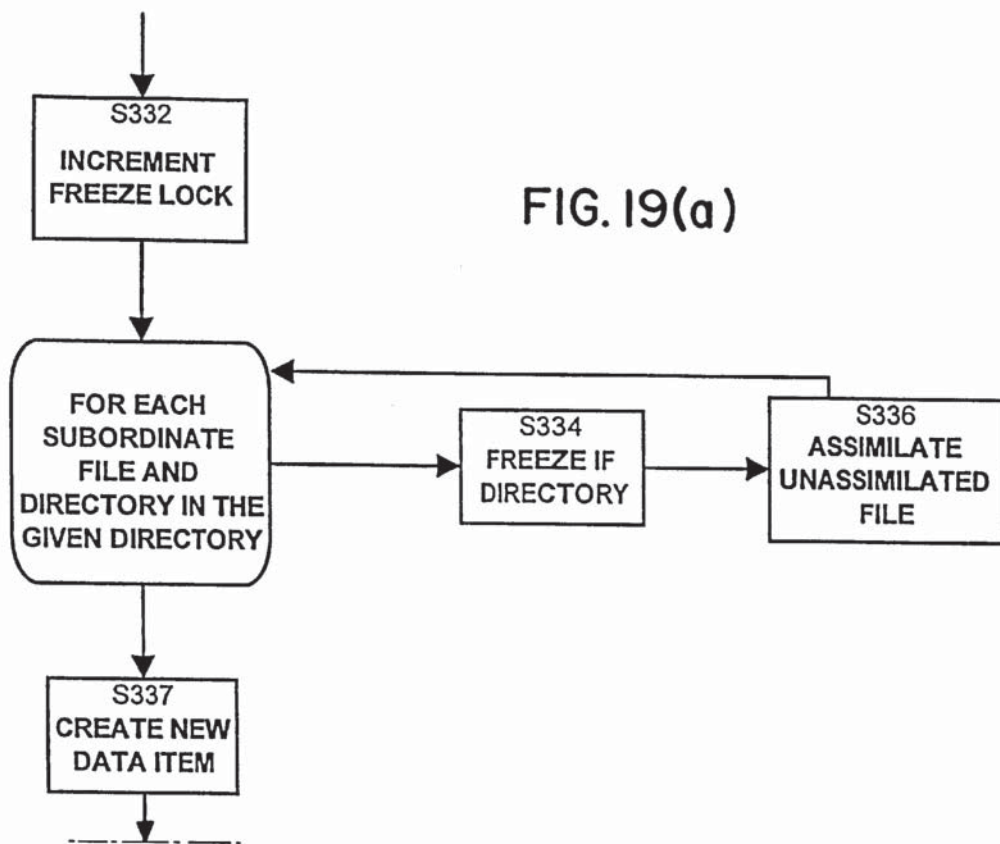 S332
INCREMENT
FREEZE LOCK
FIG. 19(a)
FOR EACH
SUBORDINATE
FILE AND
DIRECTORY IN THE
GIVEN DIRECTORY
S334
FREEZE IF
DIRECTORY
S336
ASSIMILATE
UNASSIMILATED
FILE
S337
CREATE NEW
DATA ITEM